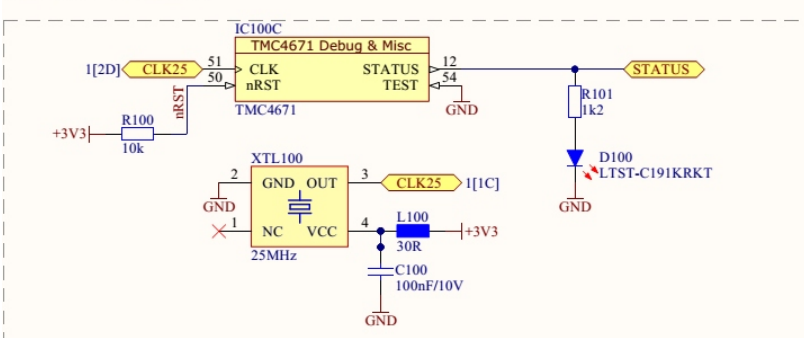 IC100C
TMC4671 Debug & Misc
1[2D] CLK25 51 CLK STATUS 12 STATUS
50 nRST TEST 54
nRST
TMC4671
GND
R101
1k2
R100
+3V3
10k
D100
LTST-C191KRKT
GND
XTL100
2 GND OUT 3 CLK25 1[1C]
GND
1 NC VCC 4 L100 +3V3
25MHz
30R
C100
100nF/10V
GND